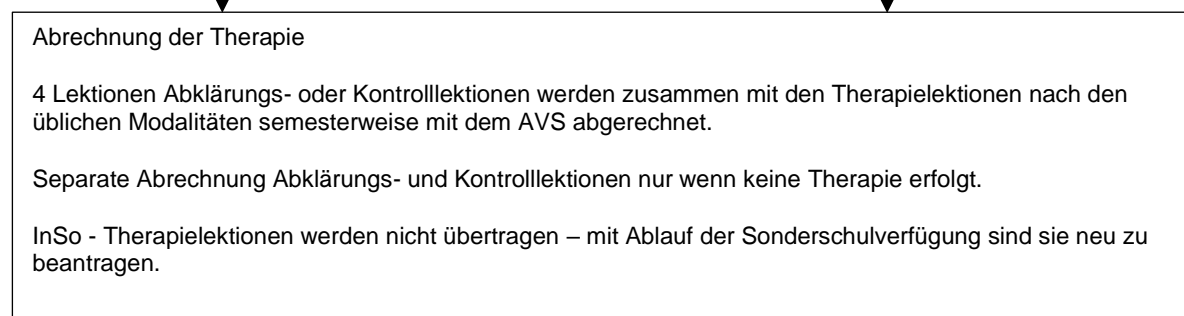 Abrechnung der Therapie
4 Lektionen Abklärungs- oder Kontrolllektionen werden zusammen mit den Therapielektionen nach den
üblichen Modalitäten semesterweise mit dem AVS abgerechnet.
Separate Abrechnung Abklärungs- und Kontrolllektionen nur wenn keine Therapie erfolgt.
InSo - Therapielektionen werden nicht übertragen – mit Ablauf der Sonderschulverfügung sind sie neu zu
beantragen.